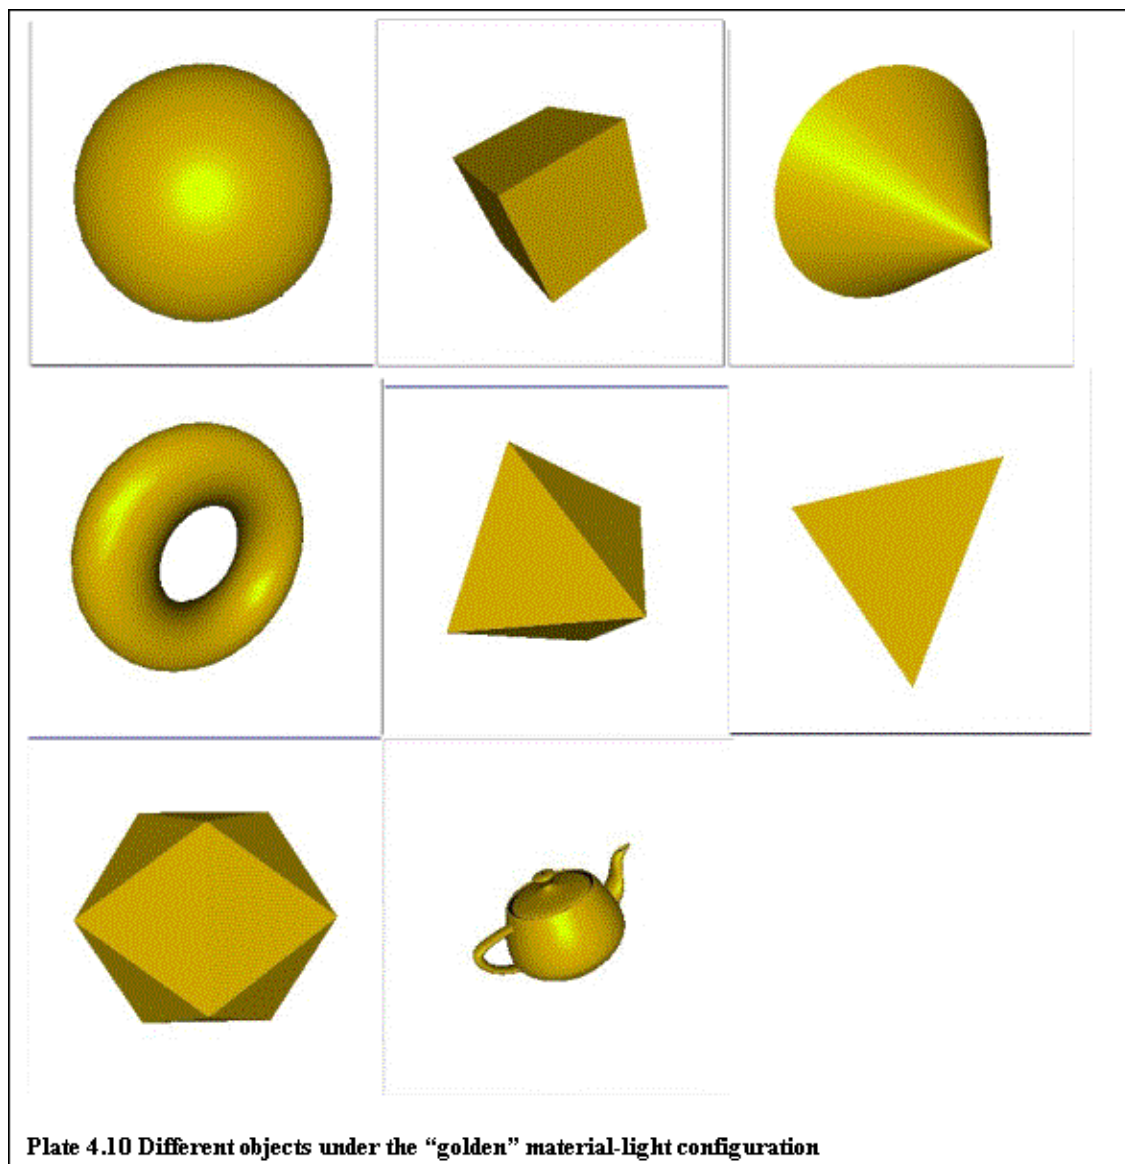 Plate 4.10 Different objects under the “golden” material-light configuration